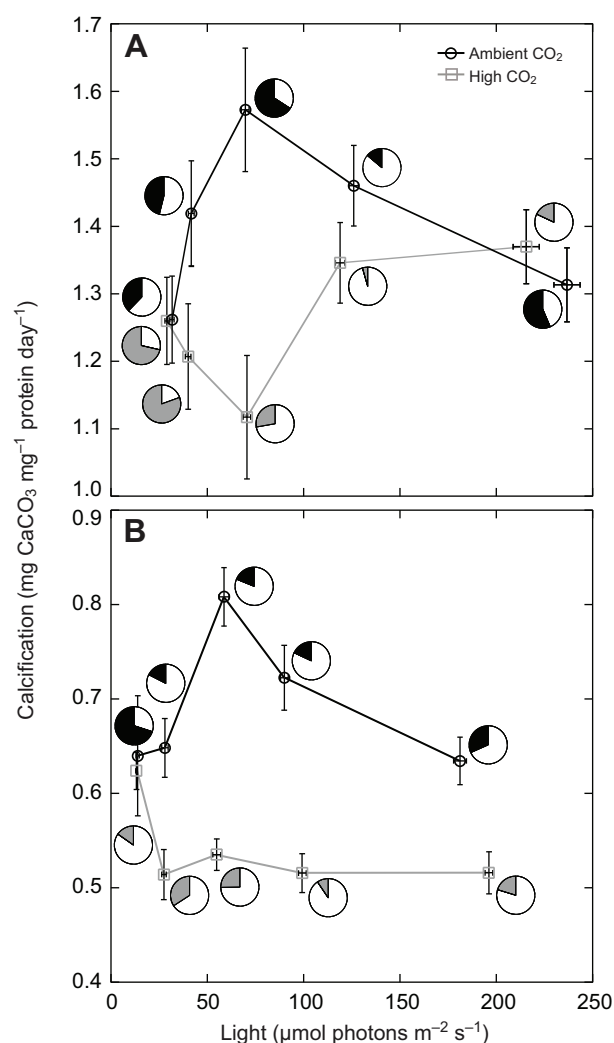 A
Ambient CO₂
High CO₂
1.7
1.6
1.5
1.4
1.3
1.2
1.1
1.0
Calcification (mg CaCO₃ mg⁻¹ protein day⁻¹)
B
0.9
0.8
0.7
0.6
0.5
0.4
0 50 100 150 200 250
Light (µmol photons m⁻² s⁻¹)